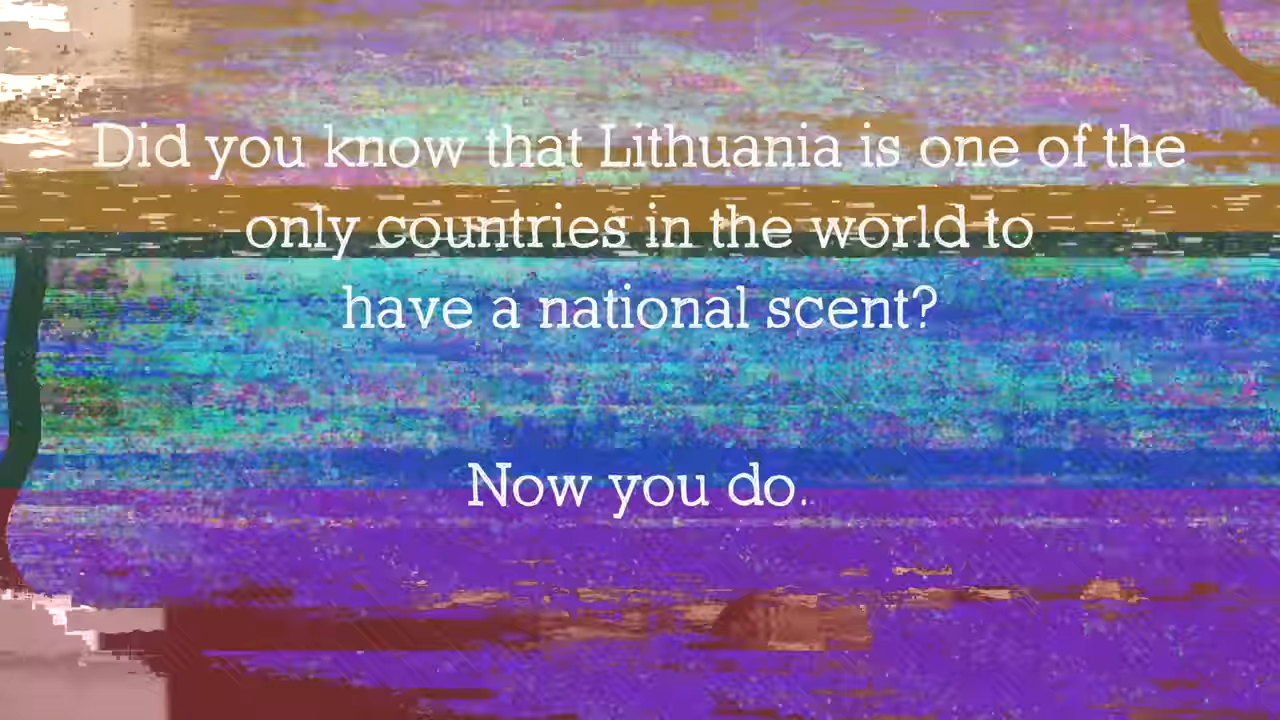 Did you know that Lithuania is one of the
only countries in the world to
have a national scent?
Now you do.